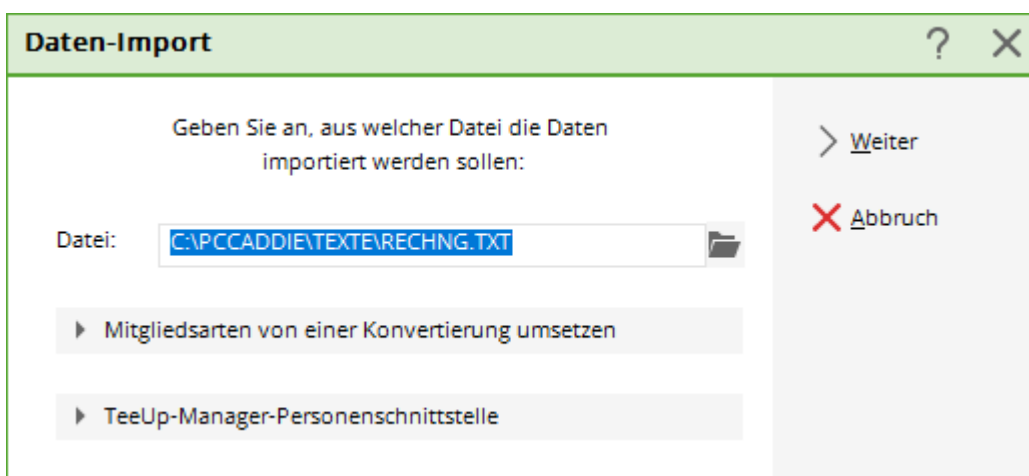 Daten-Import
Geben Sie an, aus welcher Datei die Daten
importiert werden sollen:
Weiter
Abbruch
Datei: C:\PCCADDIE\TEXTE\RECHNG.TXT
Mitgliedsarten von einer Konvertierung umsetzen
TeeUp-Manager-Personenschnittstelle